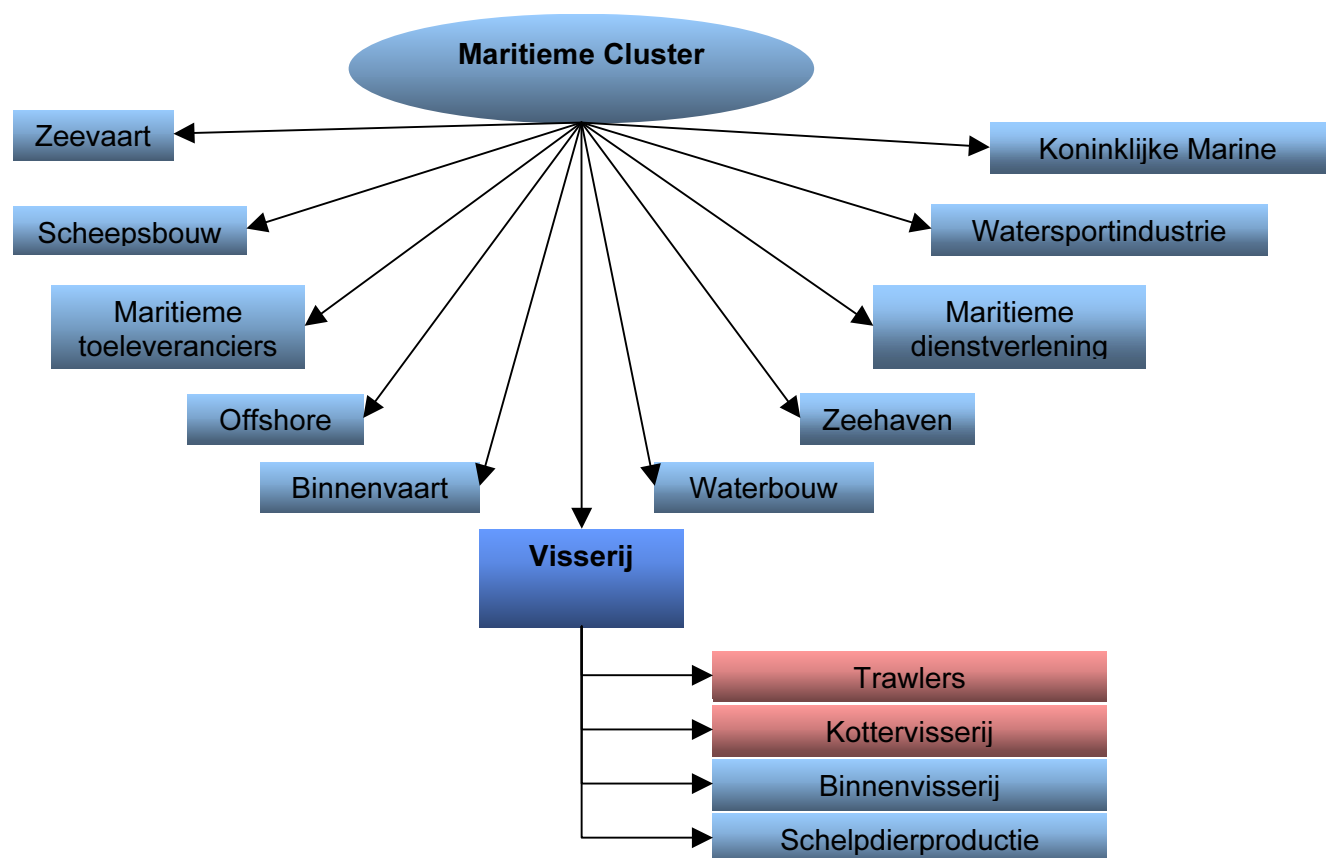 Maritieme Cluster
Zeevaart
Koninklijke Marine
Scheepsbouw
Watersportindustrie
Maritieme
toeleveranciers
Maritieme
dienstverlening
Offshore
Zeehaven
Binnenvaart
Waterbouw
Visserij
Trawlers
Kottervisserij
Binnenvisserij
Schelpdierproductie